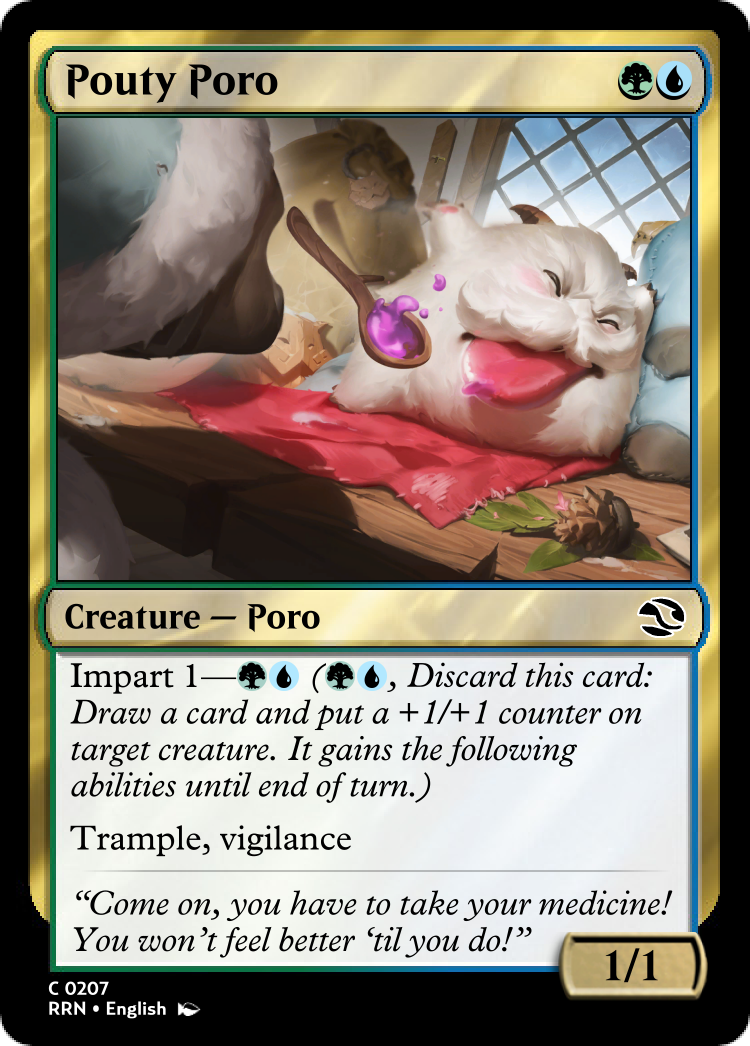 Pouty Poro
Creature — Poro
Impart 1— (, Discard this card:
Draw a card and put a +1/+1 counter on
target creature. It gains the following
abilities until end of turn.)
Trample, vigilance
“Come on, you have to take your medicine!
You won’t feel better ‘til you do!”
1/1
C 0207
RRN • English